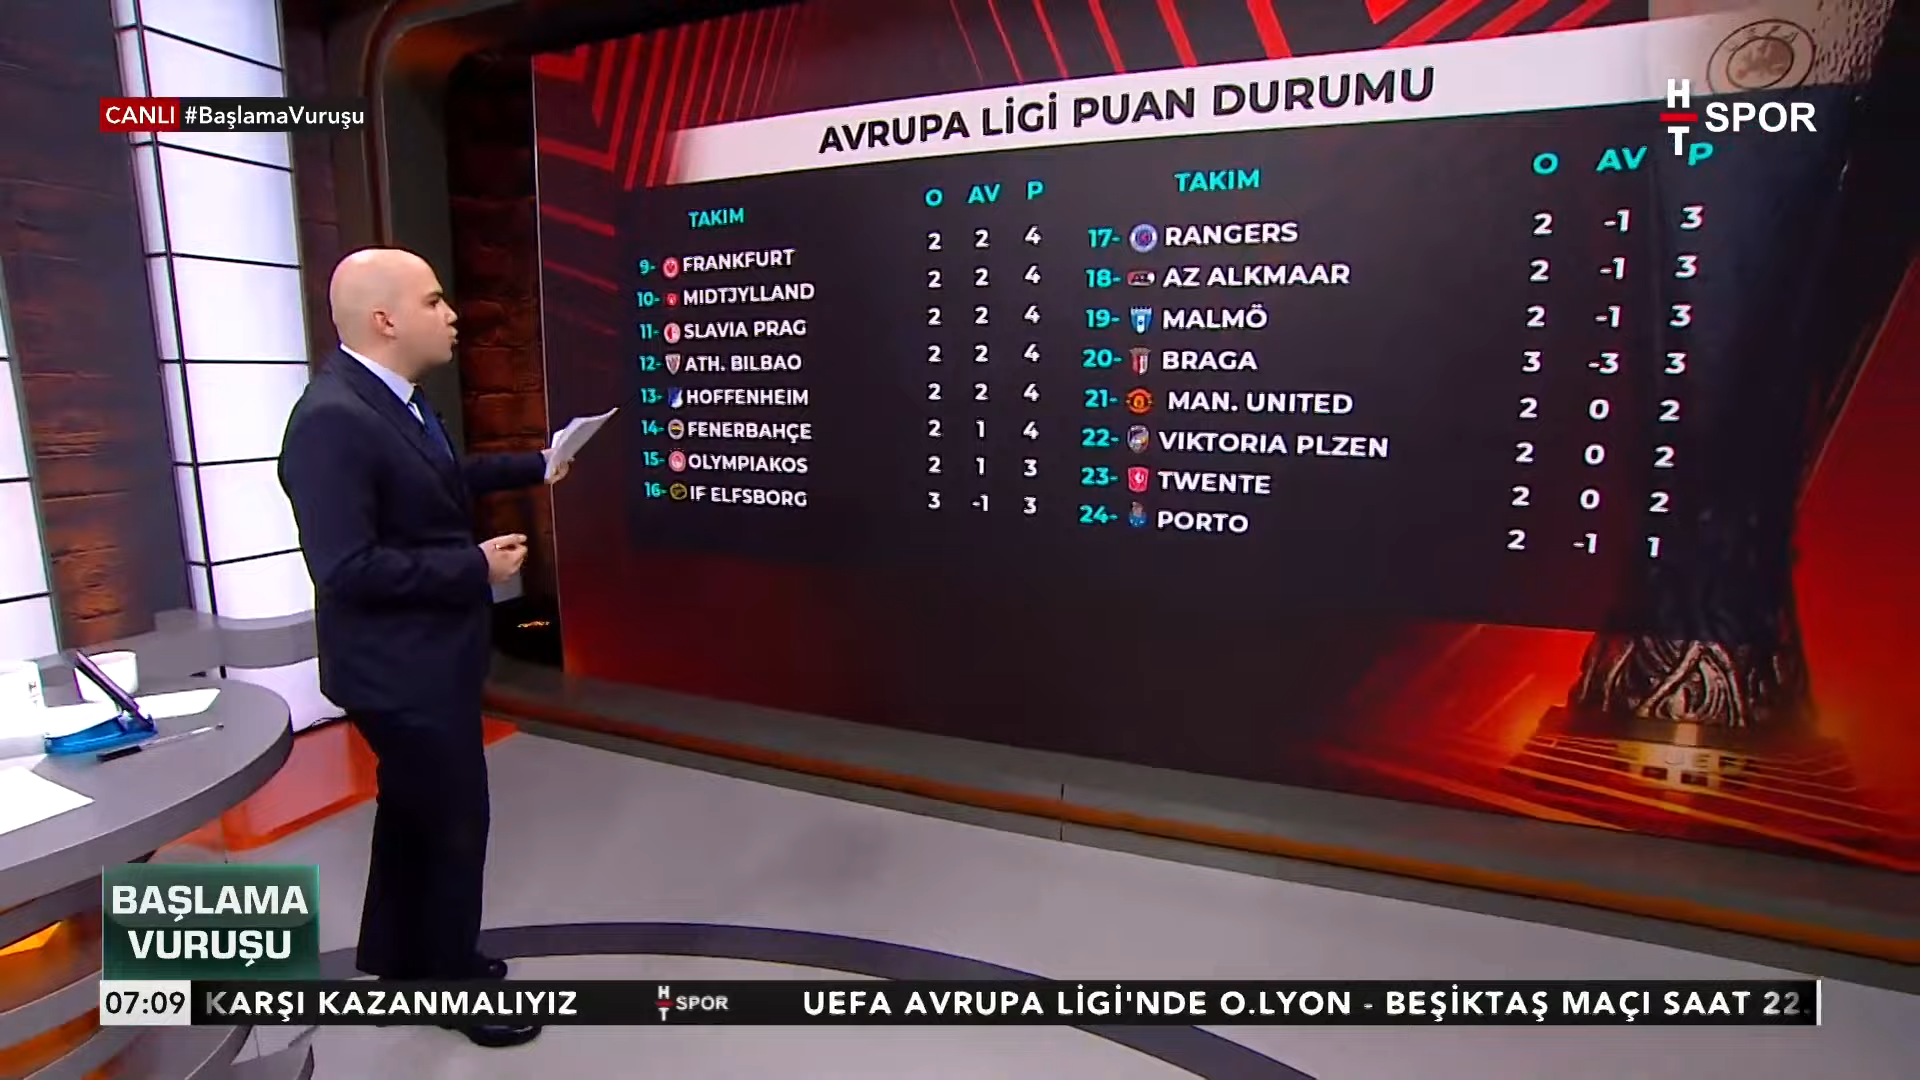 CANLI #BaşlamaVuruşu
HT SPOR
AVRUPA LİGİ PUAN DURUMU
TAKIM O AV P
9- FRANKFURT 2 2 4
10- MIDTJYLLAND 2 2 4
11- SLAVIA PRAG 2 2 4
12- ATH. BILBAO 2 2 4
13- HOFFENHEIM 2 2 4
14- FENERBAHÇE 2 1 4
15- OLYMPIAKOS 2 1 3
16- IF ELFSBORG 3 -1 3
TAKIM O AV P
17- RANGERS 2 -1 3
18- AZ ALKMAAR 2 -1 3
19- MALMÖ 2 -1 3
20- BRAGA 3 -3 3
21- MAN. UNITED 2 0 2
22- VIKTORIA PLZEN 2 0 2
23- TWENTE 2 0 2
24- PORTO 2 -1 1
BAŞLAMA
VURUŞU
07:09 KARŞI KAZANMALIYIZ HT SPOR UEFA AVRUPA LİGİ'NDE O.LYON - BEŞİKTAŞ MAÇI SAAT 22.